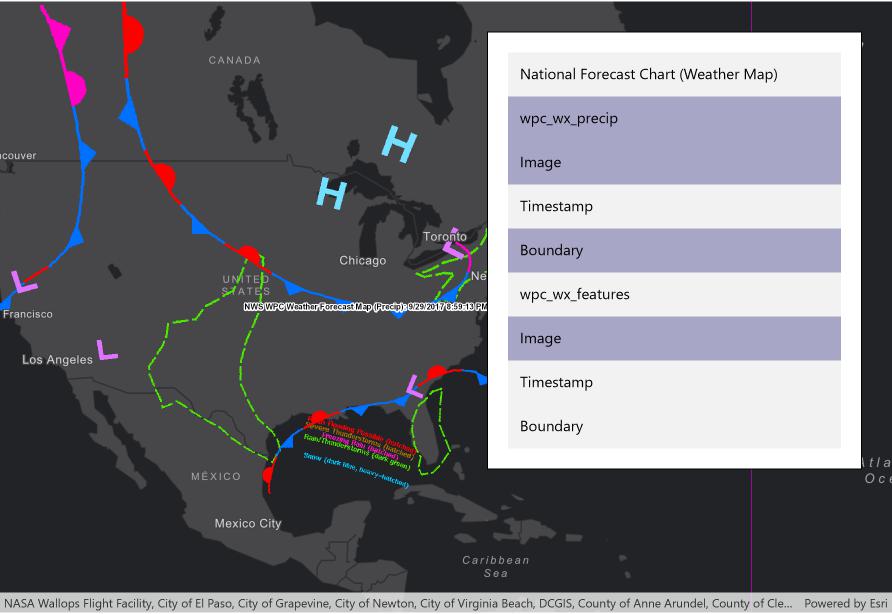 CANADA
ncouver
H
H
Toronto
L
Chicago
Ne
UNITED
STATES
L
NWS WPC Weather Forecast Map (Precip): 9/29/2017 8:59:13 PM
Francisco
Los Angeles
L
L
Flash Flooding Possible (hatched)
Severe Thunderstorms (hatched)
Freezing Rain (hatched)
Rain/Thunderstorms (dark green)
Snow (dark blue, heavy-hatched)
MÉXICO
Mexico City
Caribbean
Sea
National Forecast Chart (Weather Map)
wpc_wx_precip
Image
Timestamp
Boundary
wpc_wx_features
Image
Timestamp
Boundary
Atla
Oce
NASA Wallops Flight Facility, City of El Paso, City of Grapevine, City of Newton, City of Virginia Beach, DCGIS, County of Anne Arundel, County of Cle...
Powered by Esri